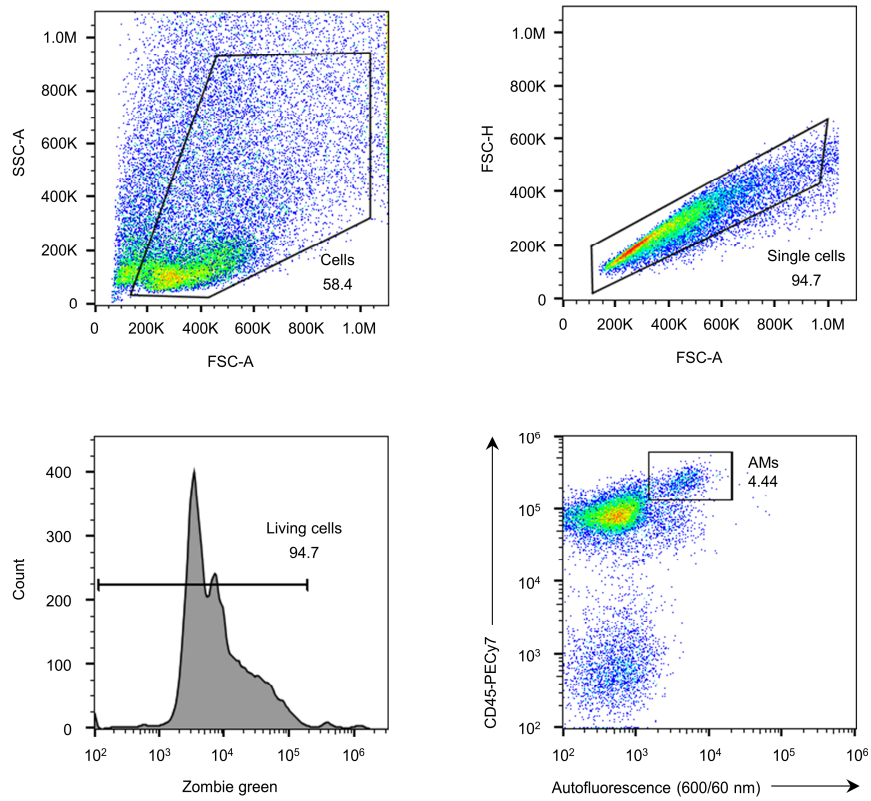 1.0M
800K
600K
400K
200K
0
SSC-A
Cells
58.4
0 200K 400K 600K 800K 1.0M
FSC-A
1.0M
800K
600K
400K
200K
0
FSC-H
Single cells
94.7
0 200K 400K 600K 800K 1.0M
FSC-A
400
300
200
100
0
Count
Living cells
94.7
10² 10³ 10⁴ 10⁵ 10⁶
Zombie green
10⁶
10⁵
10⁴
10³
10²
CD45-PECy7
AMs
4.44
10² 10³ 10⁴ 10⁵ 10⁶
Autofluorescence (600/60 nm)